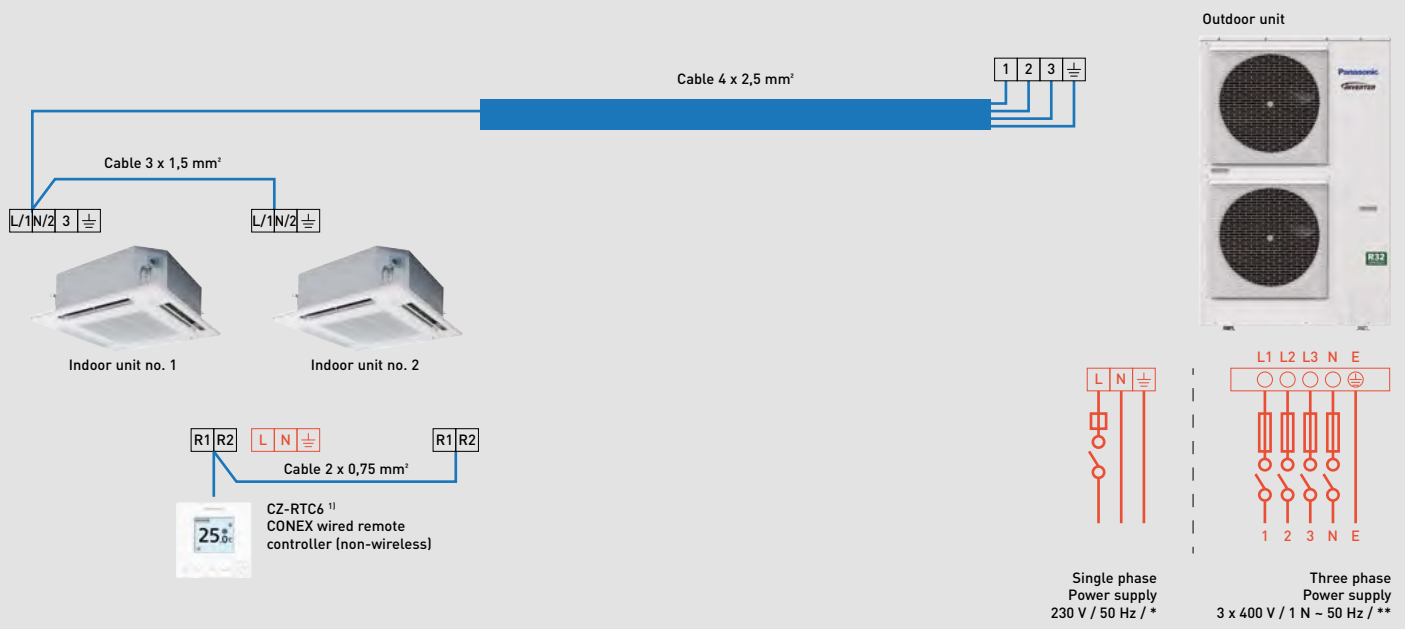 Outdoor unit
Panasonic
INVERTER
R32
Cable 4 x 2,5 mm²
1 2 3
Cable 3 x 1,5 mm²
L/1 N/2 3
L/1 N/2
Indoor unit no. 1
Indoor unit no. 2
R1 R2
L N
R1 R2
Cable 2 x 0,75 mm²
25.0c
CZ-RTC6 ¹⁾
CONEX wired remote
controller (non-wireless)
L N
Single phase
Power supply
230 V / 50 Hz / *
L1 L2 L3 N E
1 2 3 N E
Three phase
Power supply
3 x 400 V / 1 N ~ 50 Hz / **